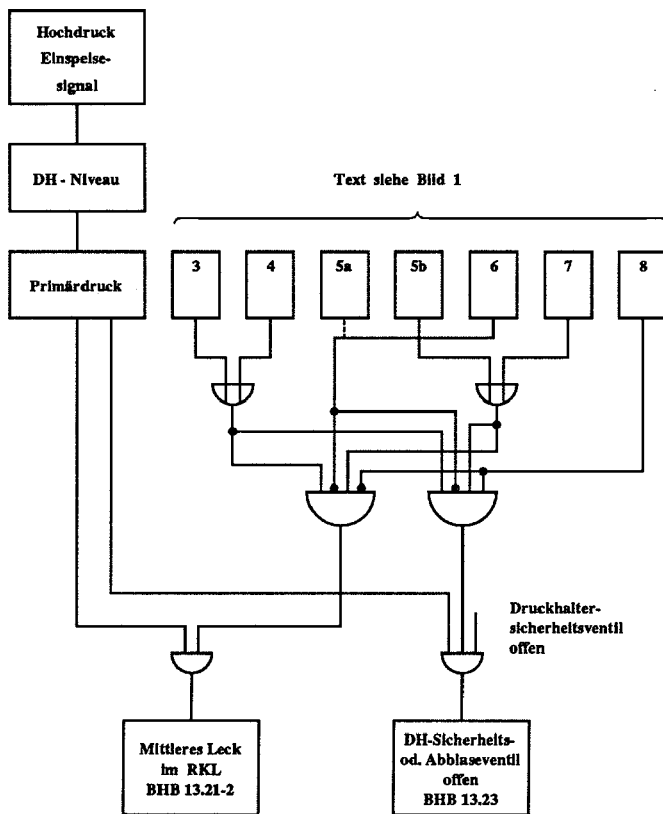 Hochdruck
Einspeise-
signal
DH - Niveau
Text siehe Bild 1
Primärdruck
3 4 5a 5b 6 7 8
Druckhalter-
sicherheitsventil
offen
Mittleres Leck
im RKL
BHB 13.21-2
DH-Sicherheits-
od. Abblaseventil
offen
BHB 13.23